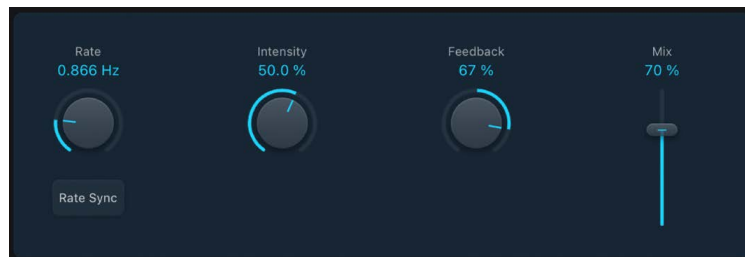 Rate
0.866 Hz
Intensity
50.0 %
Feedback
67 %
Mix
70 %
Rate Sync